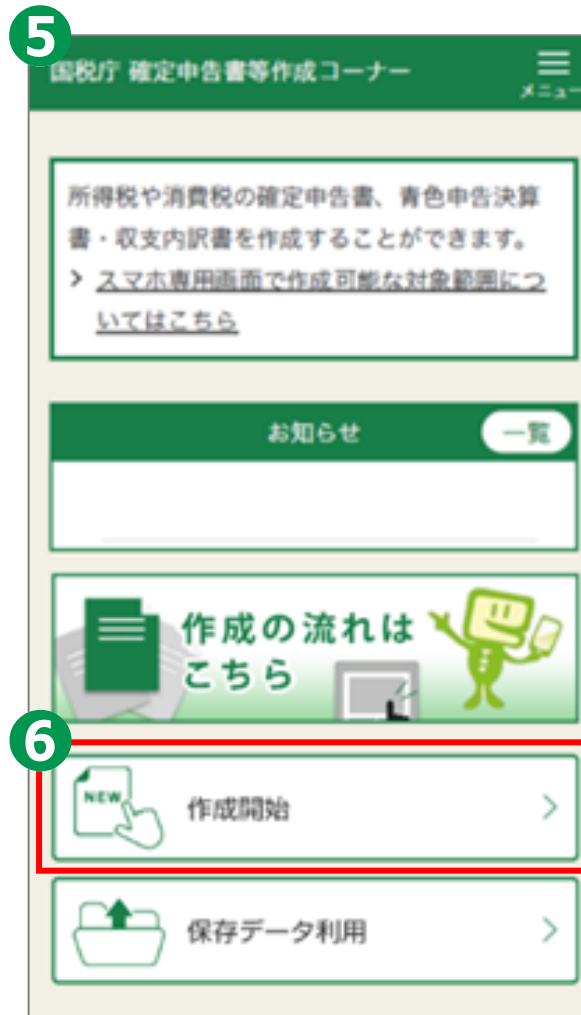 5
国税庁 確定申告書等作成コーナー
メニュー
所得税や消費税の確定申告書、青色申告決算
書・収支内訳書を作成することができます。
> スマホ専用画面で作成可能な対象範囲につ
いてはこちら
お知らせ
一覧
作成の流れは
こちら
6
NEW
作成開始
保存データ利用